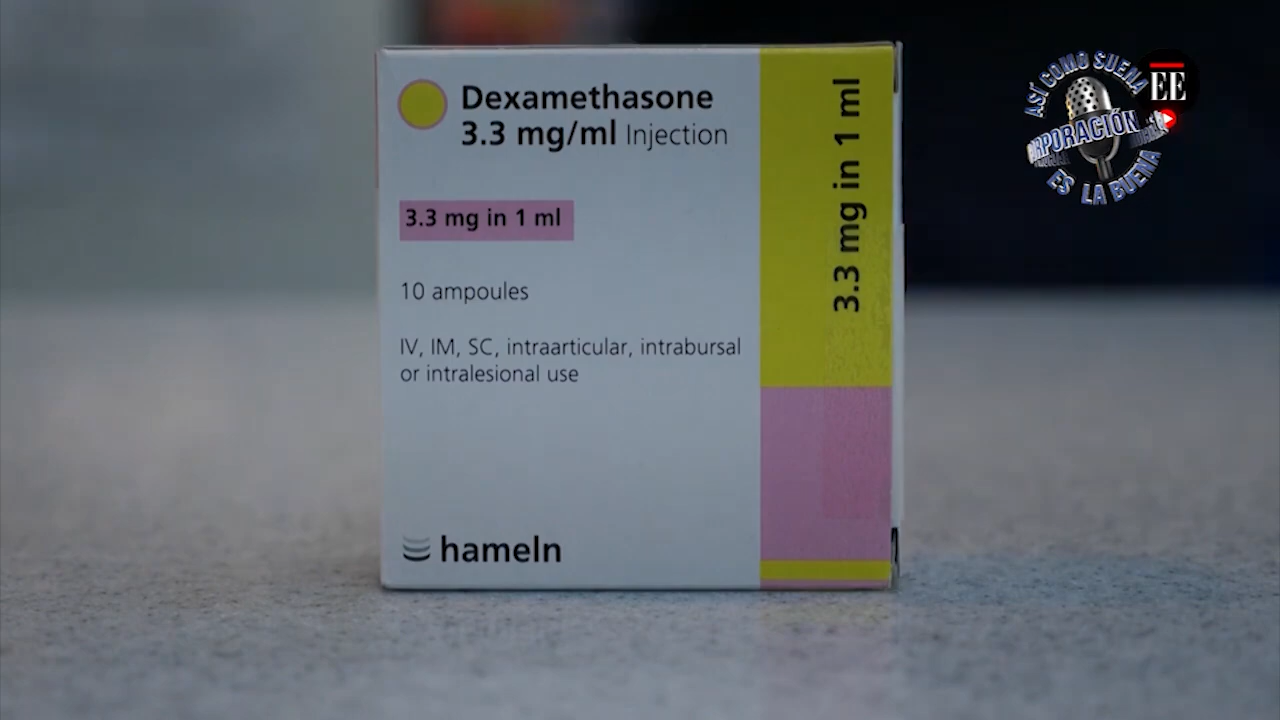 Dexamethasone
3.3 mg/ml Injection
3.3 mg in 1 ml
10 ampoules
IV, IM, SC, intraarticular, intrabursal
or intralesional use
hameln
3.3 mg in 1 ml
ASÍ COMO SUENA
ES LA BUENA
EE